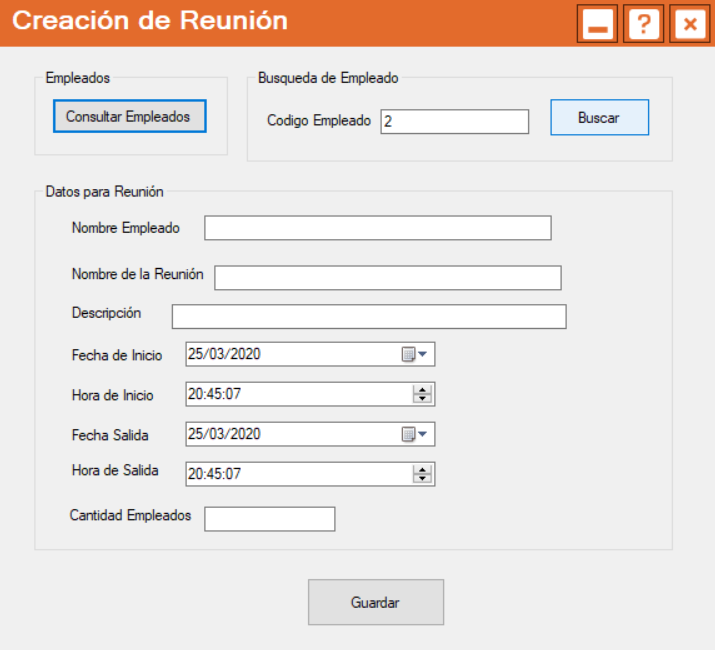 Creación de Reunión
?
Empleados
Consultar Empleados
Busqueda de Empleado
Codigo Empleado 2
Buscar
Datos para Reunión
Nombre Empleado
Nombre de la Reunión
Descripción
Fecha de Inicio 25/03/2020
Hora de Inicio 20:45:07
Fecha Salida 25/03/2020
Hora de Salida 20:45:07
Cantidad Empleados
Guardar